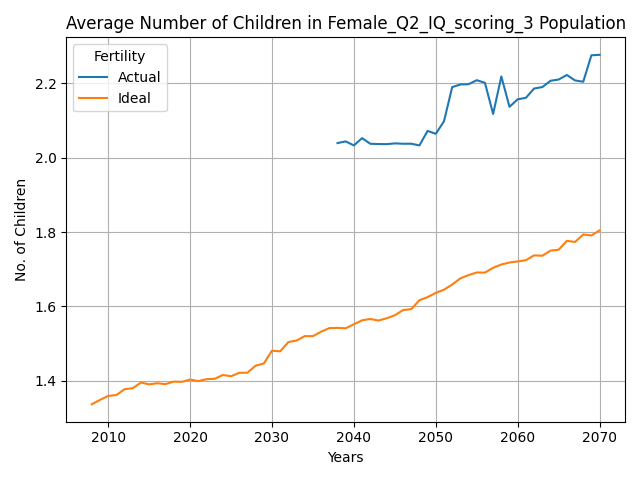 Average Number of Children in Female_Q2_IQ_scoring_3 Population
Fertility
Actual
Ideal
No. of Children
2.2
2.0
1.8
1.6
1.4
2010 2020 2030 2040 2050 2060 2070
Years